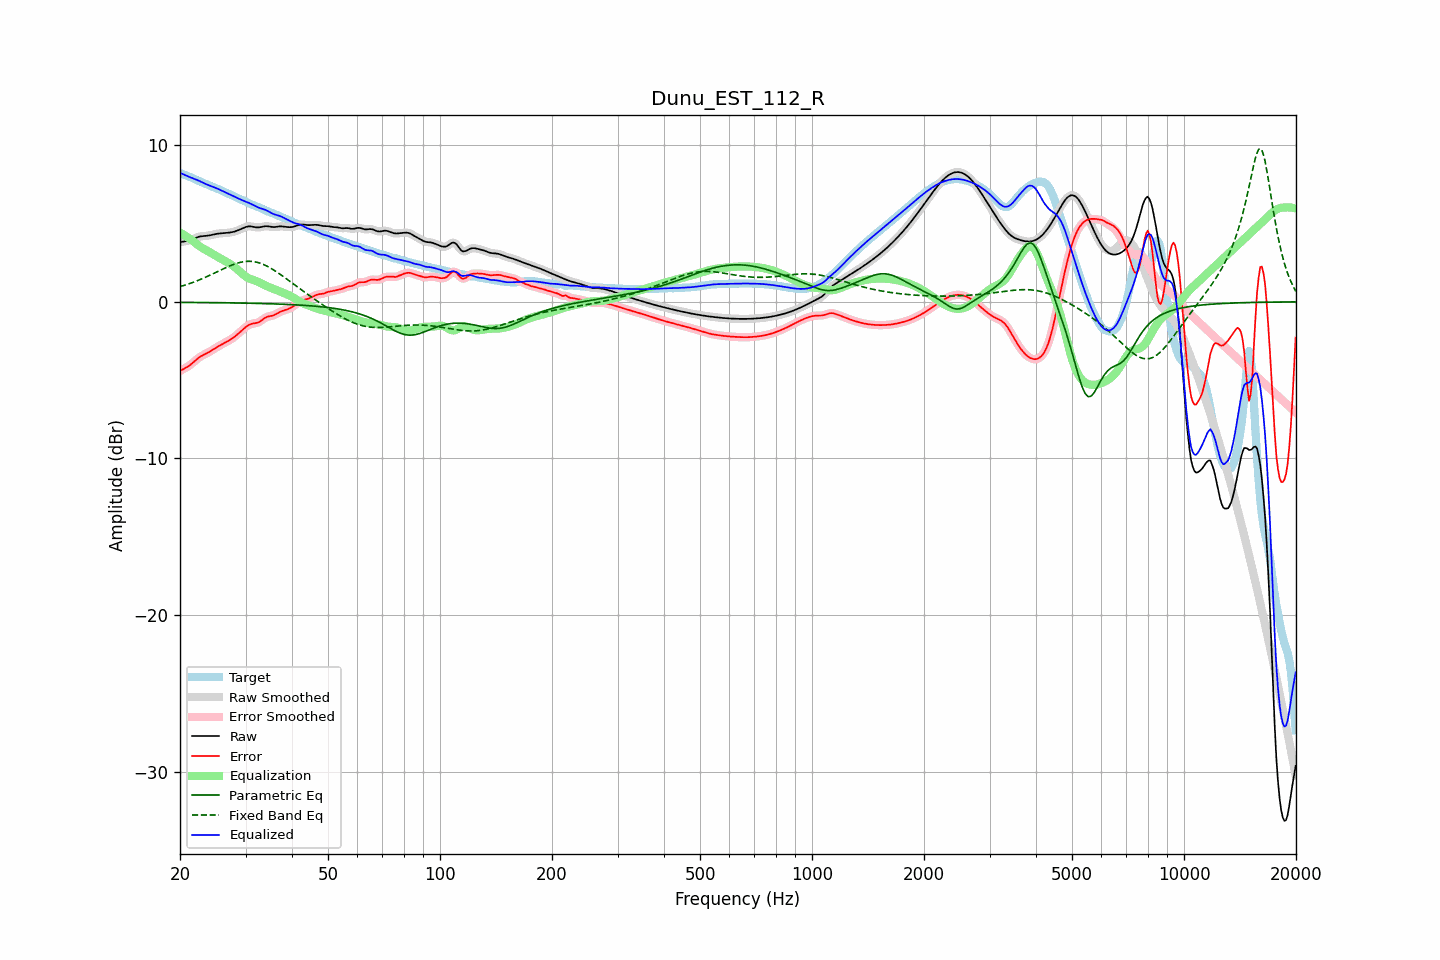 Dunu_EST_112_R
Amplitude (dBr)
10
0
−10
−20
−30
Target
Raw Smoothed
Error Smoothed
Raw
Error
Equalization
Parametric Eq
Fixed Band Eq
Equalized
20 50 100 200 500 1000 2000 5000 10000 20000
Frequency (Hz)